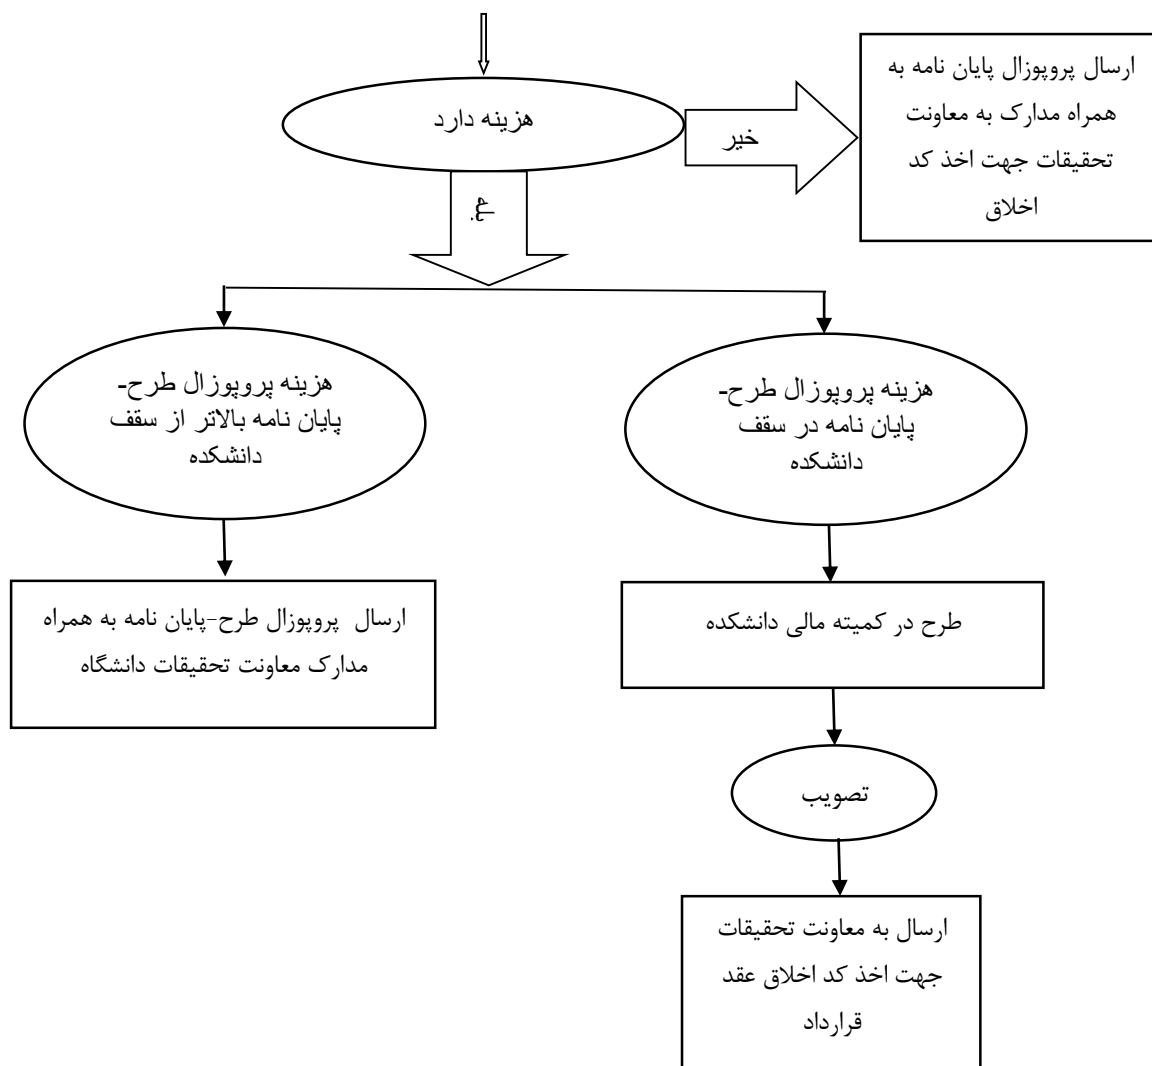 هزینه دارد
خیر
ارسال پروپوزال پایان نامه به
همراه مدارک به معاونت
تحقیقات جهت اخذ کد
اخلاق
هزینه پروپوزال طرح-
پایان نامه در سقف
دانشکده
هزینه پروپوزال طرح-
پایان نامه بالاتر از سقف
دانشکده
طرح در کمیته مالی دانشکده
ارسال پروپوزال طرح-پایان نامه به همراه
مدارک معاونت تحقیقات دانشگاه
تصویب
ارسال به معاونت تحقیقات
جهت اخذ کد اخلاق عقد
قرارداد